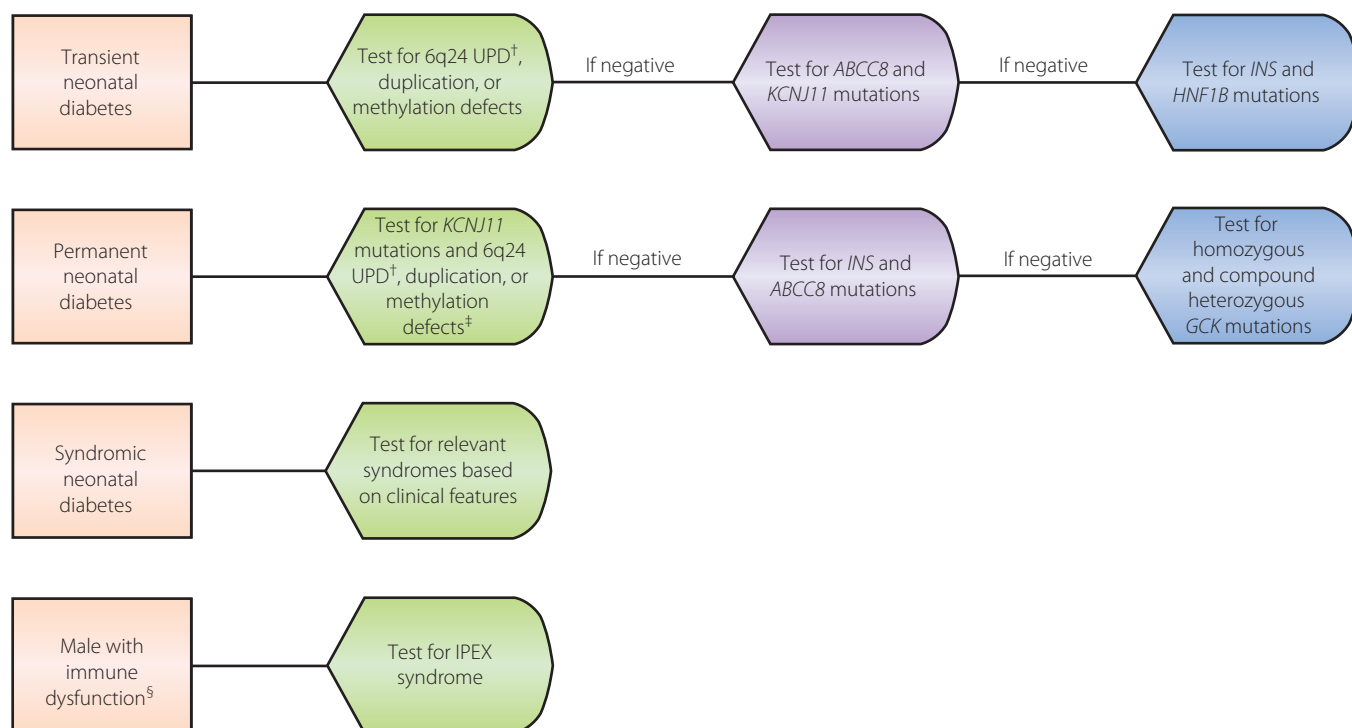 Transient
neonatal
diabetes
Test for 6q24 UPD†,
duplication, or
methylation defects
If negative
Test for ABCC8 and
KCNJ11 mutations
If negative
Test for INS and
HNF1B mutations
Permanent
neonatal
diabetes
Test for KCNJ11
mutations and 6q24
UPD†, duplication, or
methylation
defects‡
If negative
Test for INS and
ABCC8 mutations
If negative
Test for
homozygous
and compound
heterozygous
GCK mutations
Syndromic
neonatal
diabetes
Test for relevant
syndromes based
on clinical features
Male with
immune
dysfunction§
Test for IPEX
syndrome